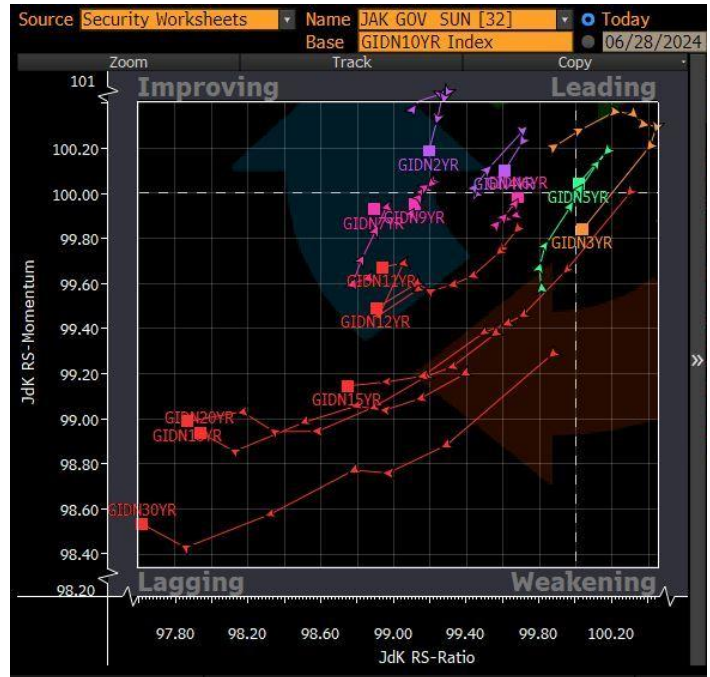 Source Security Worksheets Name JAK GOV SUN [32] Today
Base GIDN10YR Index 06/28/2024
Zoom Track Copy
101 Improving Leading
100.20
GIDN2YR
GIDN5YR
100.00
GIDN7YR GIDN9YR
99.80
GIDN3YR
99.60
GIDN11YR
99.40
GIDN12YR
99.20
GIDN15YR
99.00
GIDN20YR
98.80
98.60
GIDN30YR
98.40
98.20 Lagging Weakening
JdK RS-Momentum
»
97.80 98.20 98.60 99.00 99.40 99.80 100.20
JdK RS-Ratio